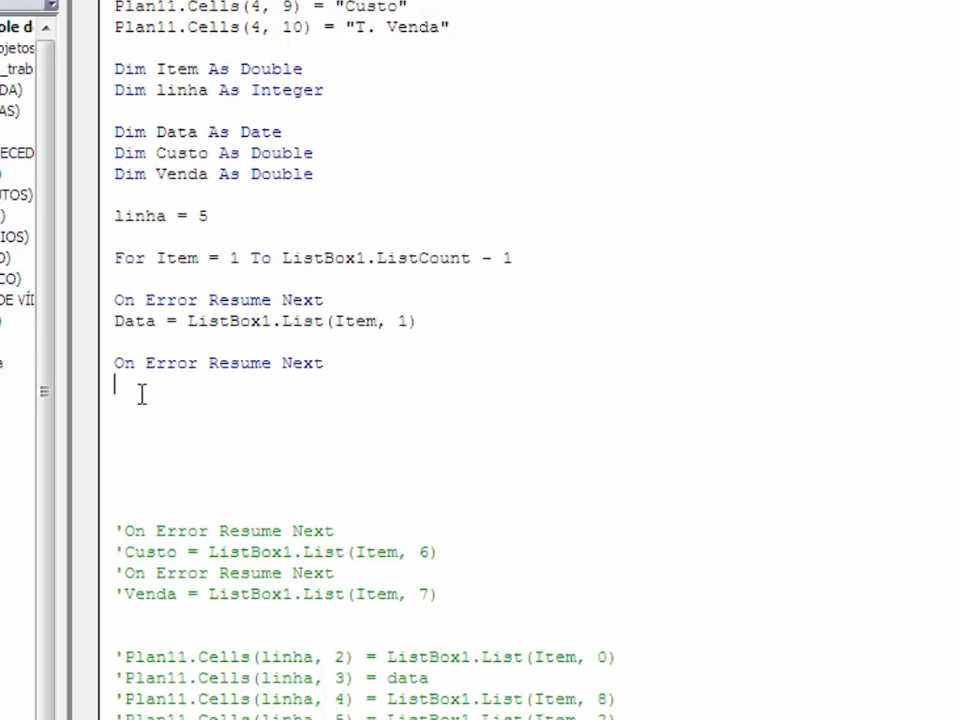 Plan11.Cells(4, 9) = "Custo"
Plan11.Cells(4, 10) = "T. Venda"
Dim Item As Double
Dim linha As Integer
Dim Data As Date
Dim Custo As Double
Dim Venda As Double
linha = 5
For Item = 1 To ListBox1.ListCount - 1
On Error Resume Next
Data = ListBox1.List(Item, 1)
On Error Resume Next
'On Error Resume Next
'Custo = ListBox1.List(Item, 6)
'On Error Resume Next
'Venda = ListBox1.List(Item, 7)
'Plan11.Cells(linha, 2) = ListBox1.List(Item, 0)
'Plan11.Cells(linha, 3) = data
'Plan11.Cells(linha, 4) = ListBox1.List(Item, 8)
ole d
ojetos
_trab
DA)
AS)
ECED
)
TOS)
)
IOS)
O)
CO)
DE VÍ
)
a